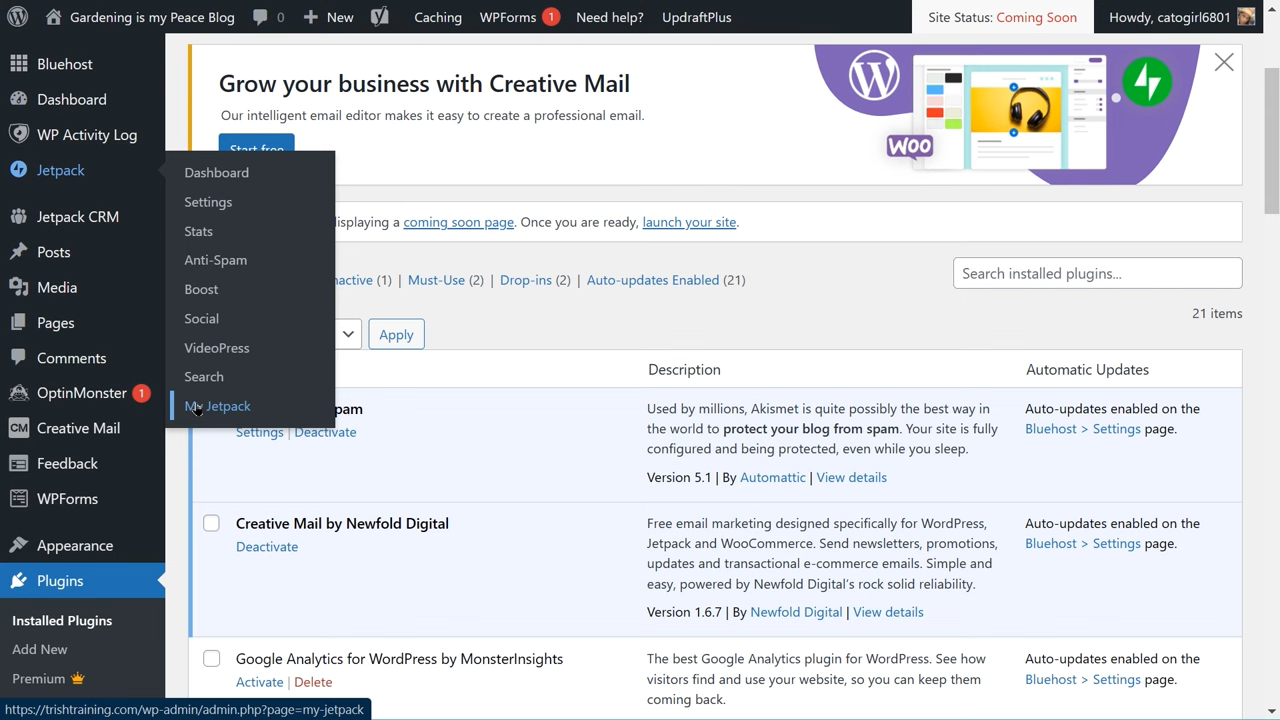 Gardening is my Peace Blog 0 New Caching WPForms 1 Need help? UpdraftPlus Site Status: Coming Soon Howdy, catogirl6801
Bluehost
Dashboard
WP Activity Log
Jetpack
Jetpack CRM
Posts
Media
Pages
Comments
OptinMonster 1
CM Creative Mail
Feedback
WPForms
Appearance
Plugins
Installed Plugins
Add New
Premium
Dashboard
Settings
Stats
Anti-Spam
Boost
Social
VideoPress
Search
My Jetpack
Grow your business with Creative Mail
Our intelligent email editor makes it easy to create a professional email.
Start free
WOO
isplaying a coming soon page. Once you are ready, launch your site.
nactive (1) | Must-Use (2) | Drop-ins (2) | Auto-updates Enabled (21)
Search installed plugins...
21 items
Apply
Description Automatic Updates
pam
Settings | Deactivate
Used by millions, Akismet is quite possibly the best way in
the world to protect your blog from spam. Your site is fully
configured and being protected, even while you sleep.
Version 5.1 | By Automattic | View details
Auto-updates enabled on the
Bluehost > Settings page.
Creative Mail by Newfold Digital
Deactivate
Free email marketing designed specifically for WordPress,
Jetpack and WooCommerce. Send newsletters, promotions,
updates and transactional e-commerce emails. Simple and
easy, powered by Newfold Digital's rock solid reliability.
Version 1.6.7 | By Newfold Digital | View details
Auto-updates enabled on the
Bluehost > Settings page.
Google Analytics for WordPress by MonsterInsights
Activate | Delete
The best Google Analytics plugin for WordPress. See how
visitors find and use your website, so you can keep them
coming back.
Auto-updates enabled on the
Bluehost > Settings page.
https://trishtraining.com/wp-admin/admin.php?page=my-jetpack